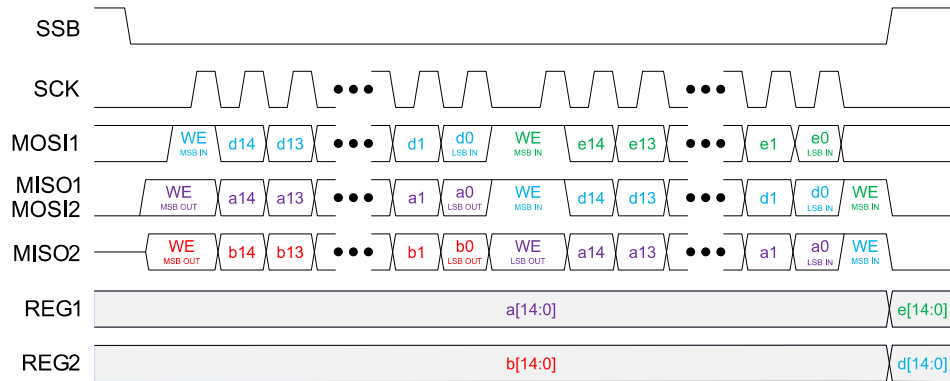 SSB
SCK
MOSI1 WE MSB IN d14 d13 ••• d1 d0 LSB IN WE MSB IN e14 e13 ••• e1 e0 LSB IN
MISO1 MOSI2 WE MSB OUT a14 a13 ••• a1 a0 LSB OUT WE MSB IN d14 d13 ••• d1 d0 LSB IN WE MSB IN
MISO2 WE MSB OUT b14 b13 ••• b1 b0 LSB OUT WE LSB OUT a14 a13 ••• a1 a0 LSB IN WE MSB IN
REG1 a[14:0] e[14:0]
REG2 b[14:0] d[14:0]